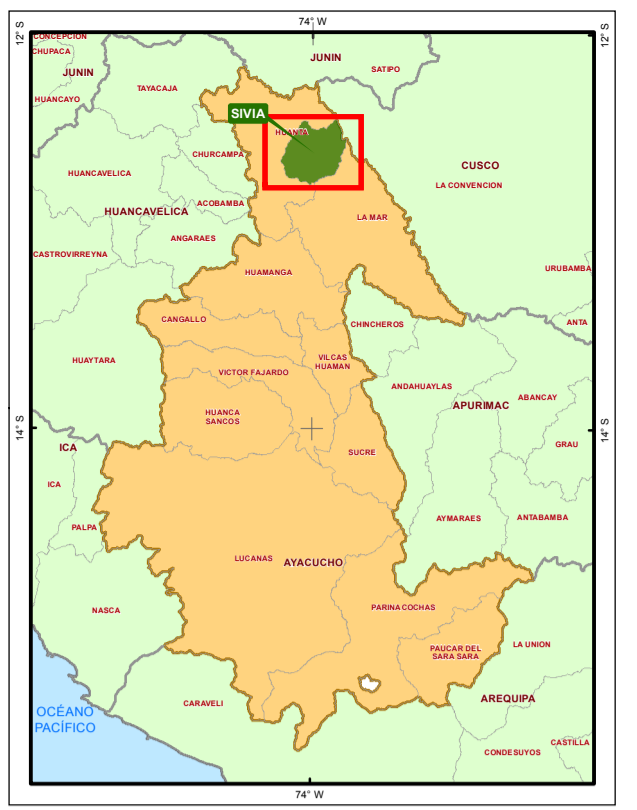 74° W
12° S
12° S
CONCEPCION
CHUPACA
JUNIN
JUNIN
SATIPO
TAYACAJA
HUANCAYO
SIVIA
HUANTA
CHURCAMPA
CUSCO
HUANCAVELICA
LA CONVENCION
ACOBAMBA
HUANCAVELICA
LA MAR
ANGARAES
CASTROVIRREYNA
HUAMANGA
URUBAMBA
CANGALLO
CHINCHEROS
ANTA
HUAYTARA
VILCAS
HUAMAN
VICTOR FAJARDO
ANDAHUAYLAS
ABANCAY
APURIMAC
HUANCA
SANCOS
14° S
14° S
GRAU
ICA
SUCRE
ICA
AYMARAES
ANTABAMBA
PALPA
LUCANAS
AYACUCHO
NASCA
PARINACOCHAS
PAUCAR DEL
SARA SARA
LA UNION
CARAVELI
AREQUIPA
OCÉANO
PACÍFICO
CASTILLA
CONDESUYOS
74° W